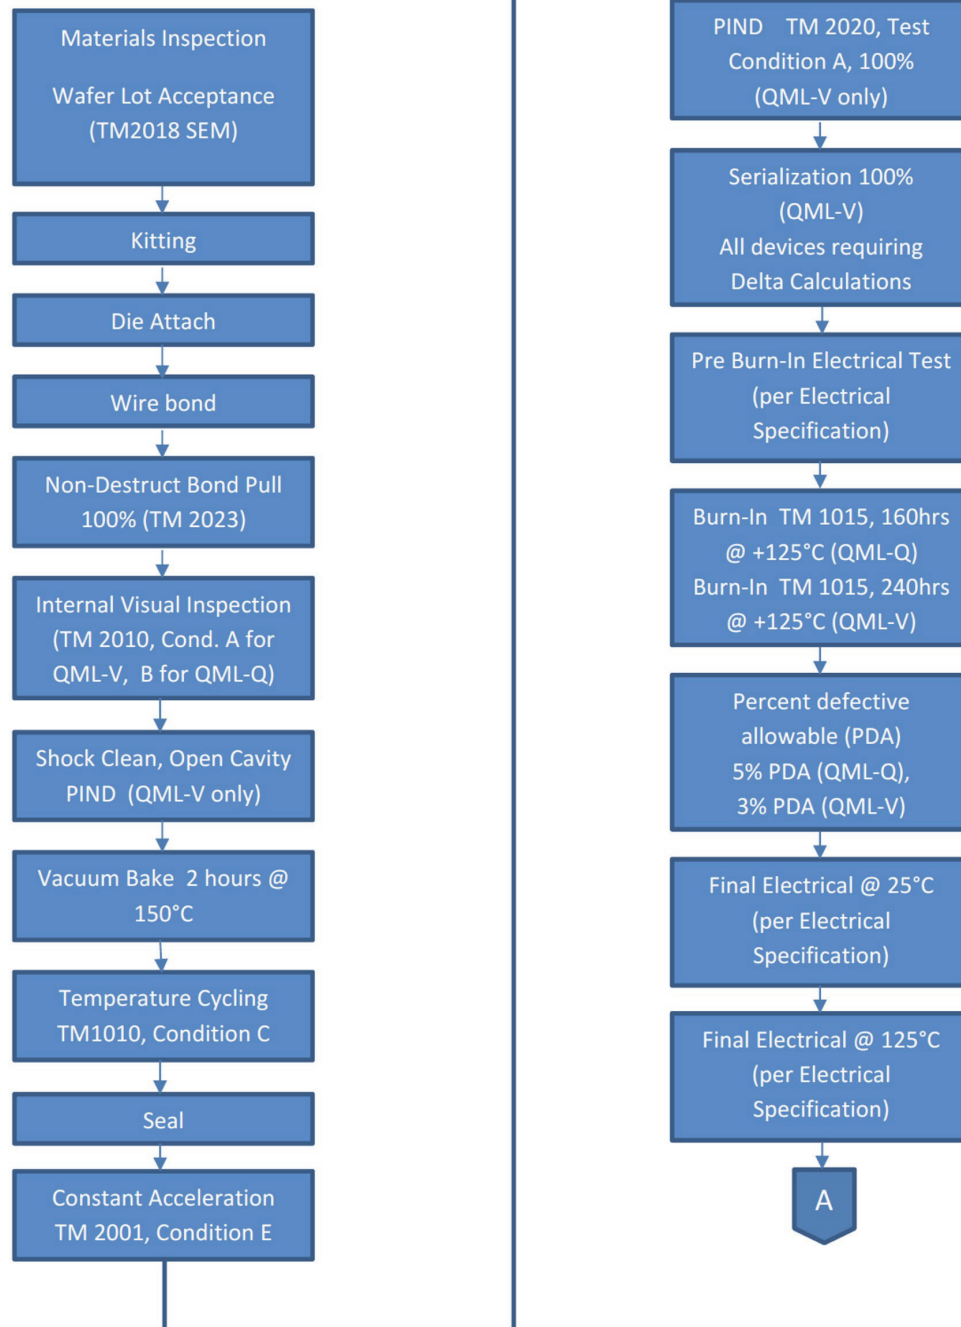 Materials Inspection
Wafer Lot Acceptance
(TM2018 SEM)
Kitting
Die Attach
Wire bond
Non-Destruct Bond Pull
100% (TM 2023)
Internal Visual Inspection
(TM 2010, Cond. A for
QML-V, B for QML-Q)
Shock Clean, Open Cavity
PIND (QML-V only)
Vacuum Bake 2 hours @
150°C
Temperature Cycling
TM1010, Condition C
Seal
Constant Acceleration
TM 2001, Condition E
PIND TM 2020, Test
Condition A, 100%
(QML-V only)
Serialization 100%
(QML-V)
All devices requiring
Delta Calculations
Pre Burn-In Electrical Test
(per Electrical
Specification)
Burn-In TM 1015, 160hrs
@ +125°C (QML-Q)
Burn-In TM 1015, 240hrs
@ +125°C (QML-V)
Percent defective
allowable (PDA)
5% PDA (QML-Q),
3% PDA (QML-V)
Final Electrical @ 25°C
(per Electrical
Specification)
Final Electrical @ 125°C
(per Electrical
Specification)
A